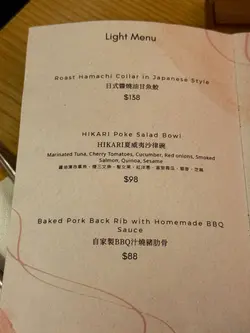 Light Menu
Roast Hamachi Collar in Japanese Style
日式鹽燒油甘魚鮫
$138
HIKARI Poke Salad Bowl
HIKARI夏威夷沙律碗
Marinated Tuna, Cherry Tomatoes, Cucumber, Red onions, Smoked
Salmon, Quinoa, Sesame
$98
Baked Pork Back Rib with Homemade BBQ
Sauce
自家製BBQ汁燒豬肋骨
$88